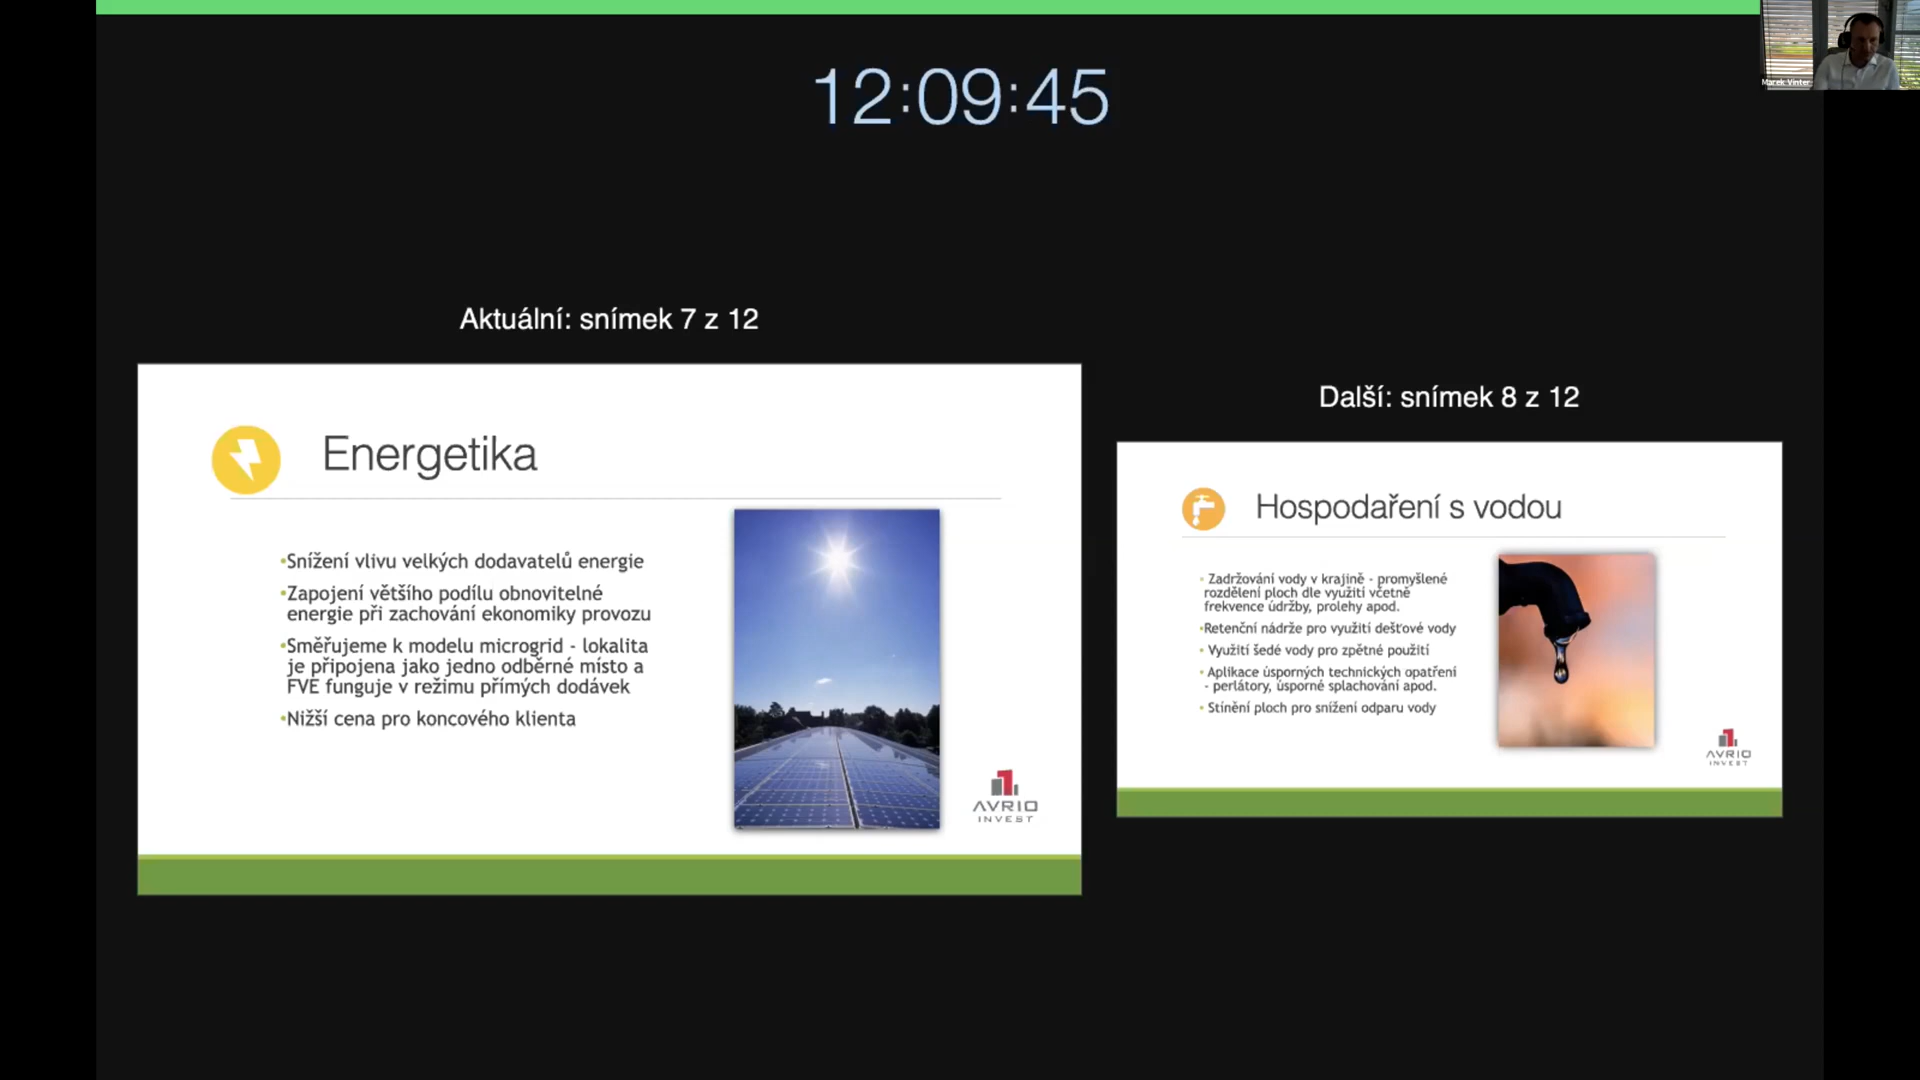 12:09:45
Marek Vinter
Aktuální: snímek 7 z 12
Energetika
•Snížení vlivu velkých dodavatelů energie
•Zapojení většího podílu obnovitelné
energie při zachování ekonomiky provozu
•Směřujeme k modelu microgrid - lokalita
je připojena jako jedno odběrné místo a
FVE funguje v režimu přímých dodávek
•Nižší cena pro koncového klienta
AVRIO
INVEST
Další: snímek 8 z 12
Hospodaření s vodou
• Zadržování vody v krajině - promyšlené
rozdělení ploch dle využití včetně
frekvence údržby, prolehy apod.
•Retenční nádrže pro využití dešťové vody
• Využití šedé vody pro zpětné použití
• Aplikace úsporných technických opatření
- perlátory, úsporné splachování apod.
• Stínění ploch pro snížení odparu vody
AVRIO
INVEST